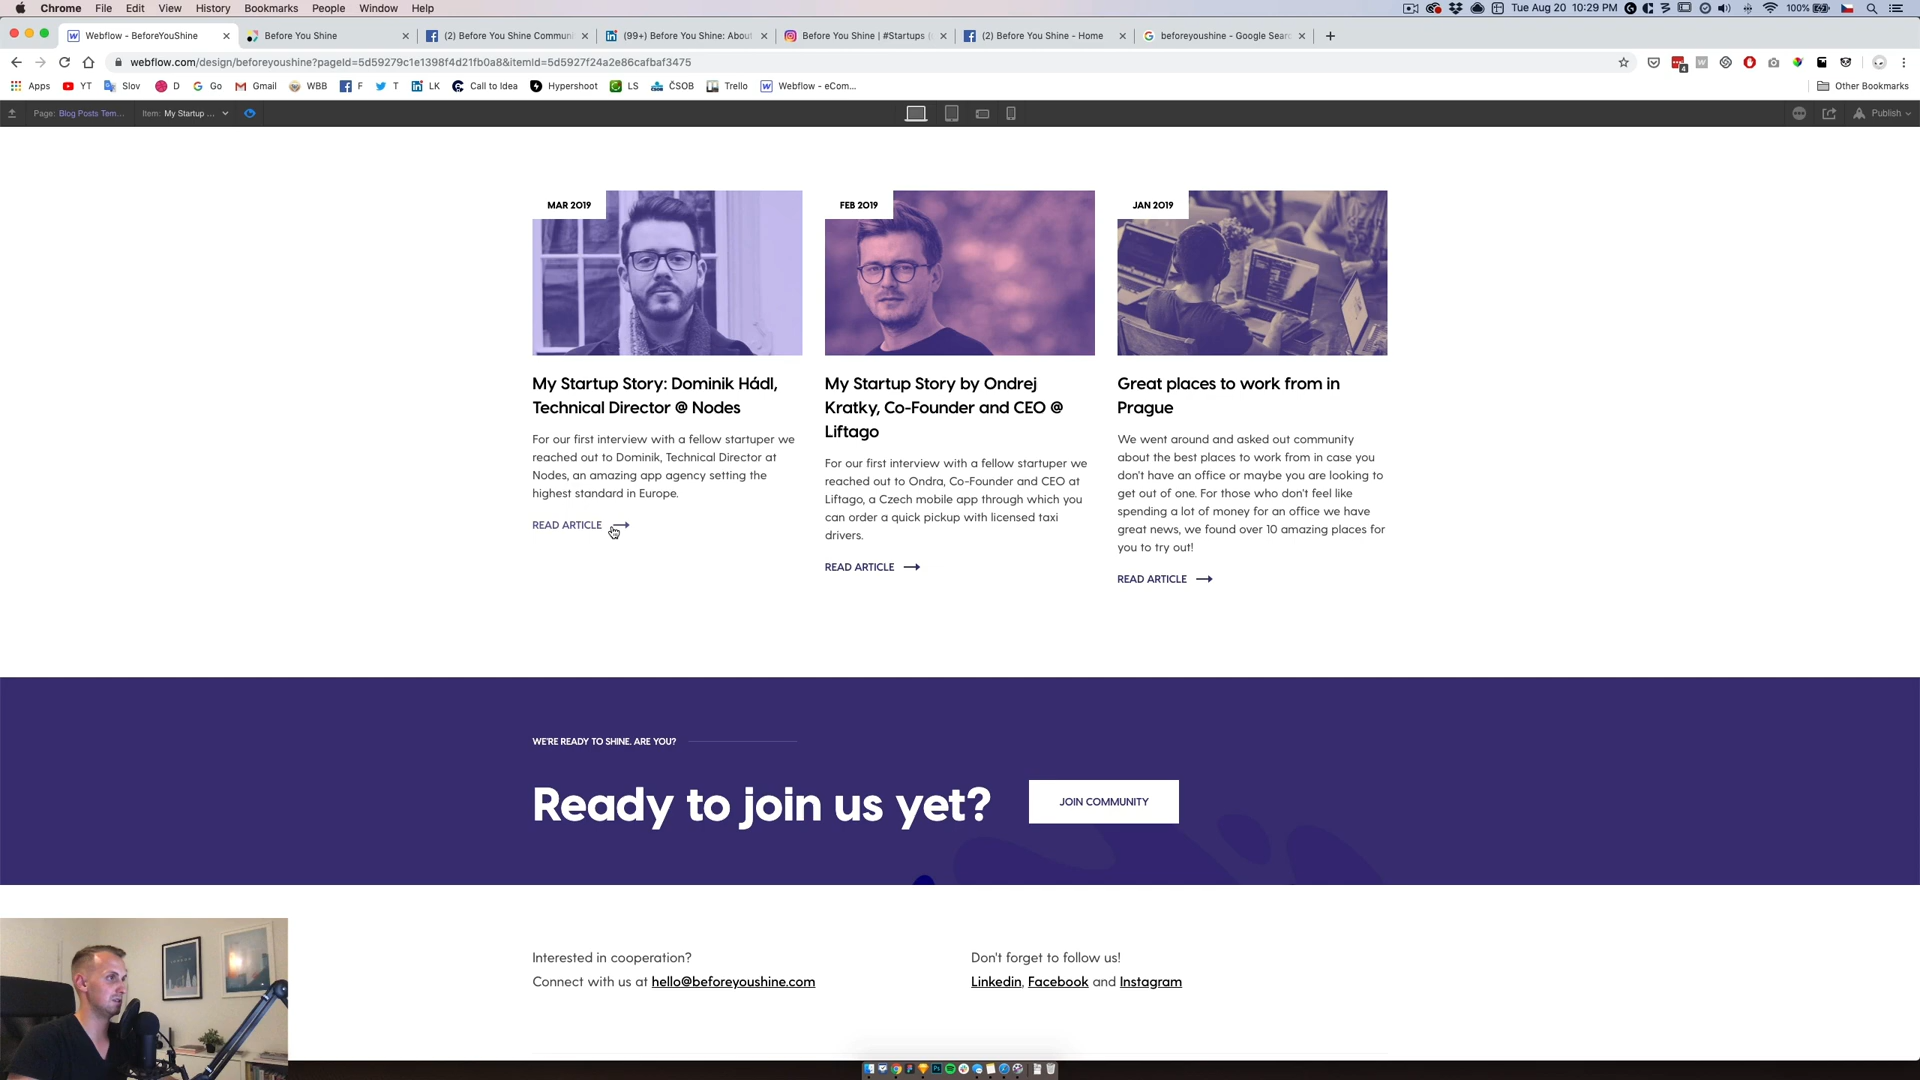 Chrome File Edit View History Bookmarks People Window Help
Tue Aug 20 10:29 PM
100%
Webflow - BeforeYouShine
Before You Shine
(2) Before You Shine Commun
(99+) Before You Shine: Abou
Before You Shine | #Startups
(2) Before You Shine - Home
beforeyoushine - Google Sear
webflow.com/design/beforeyoushine?pageId=5d59279c1e1398f4d21fb0a8&itemId=5d5927f24a2e86cafbaf3475
Apps YT Slov D Go Gmail WBB F T LK Call to Idea Hypershoot LS ČSOB Trello Webflow - eCom... Other Bookmarks
Page: Blog Posts Tem... Item: My Startup ... Publish
MAR 2019
FEB 2019
JAN 2019
My Startup Story: Dominik Hádl,
Technical Director @ Nodes
For our first interview with a fellow startuper we
reached out to Dominik, Technical Director at
Nodes, an amazing app agency setting the
highest standard in Europe.
READ ARTICLE
My Startup Story by Ondrej
Kratky, Co-Founder and CEO @
Liftago
For our first interview with a fellow startuper we
reached out to Ondra, Co-Founder and CEO at
Liftago, a Czech mobile app through which you
can order a quick pickup with licensed taxi
drivers.
READ ARTICLE
Great places to work from in
Prague
We went around and asked out community
about the best places to work from in case you
don't have an office or maybe you are looking to
get out of one. For those who don't feel like
spending a lot of money for an office we have
great news, we found over 10 amazing places for
you to try out!
READ ARTICLE
WE'RE READY TO SHINE. ARE YOU?
Ready to join us yet?
JOIN COMMUNITY
Interested in cooperation?
Connect with us at hello@beforeyoushine.com
Don't forget to follow us!
Linkedin, Facebook and Instagram